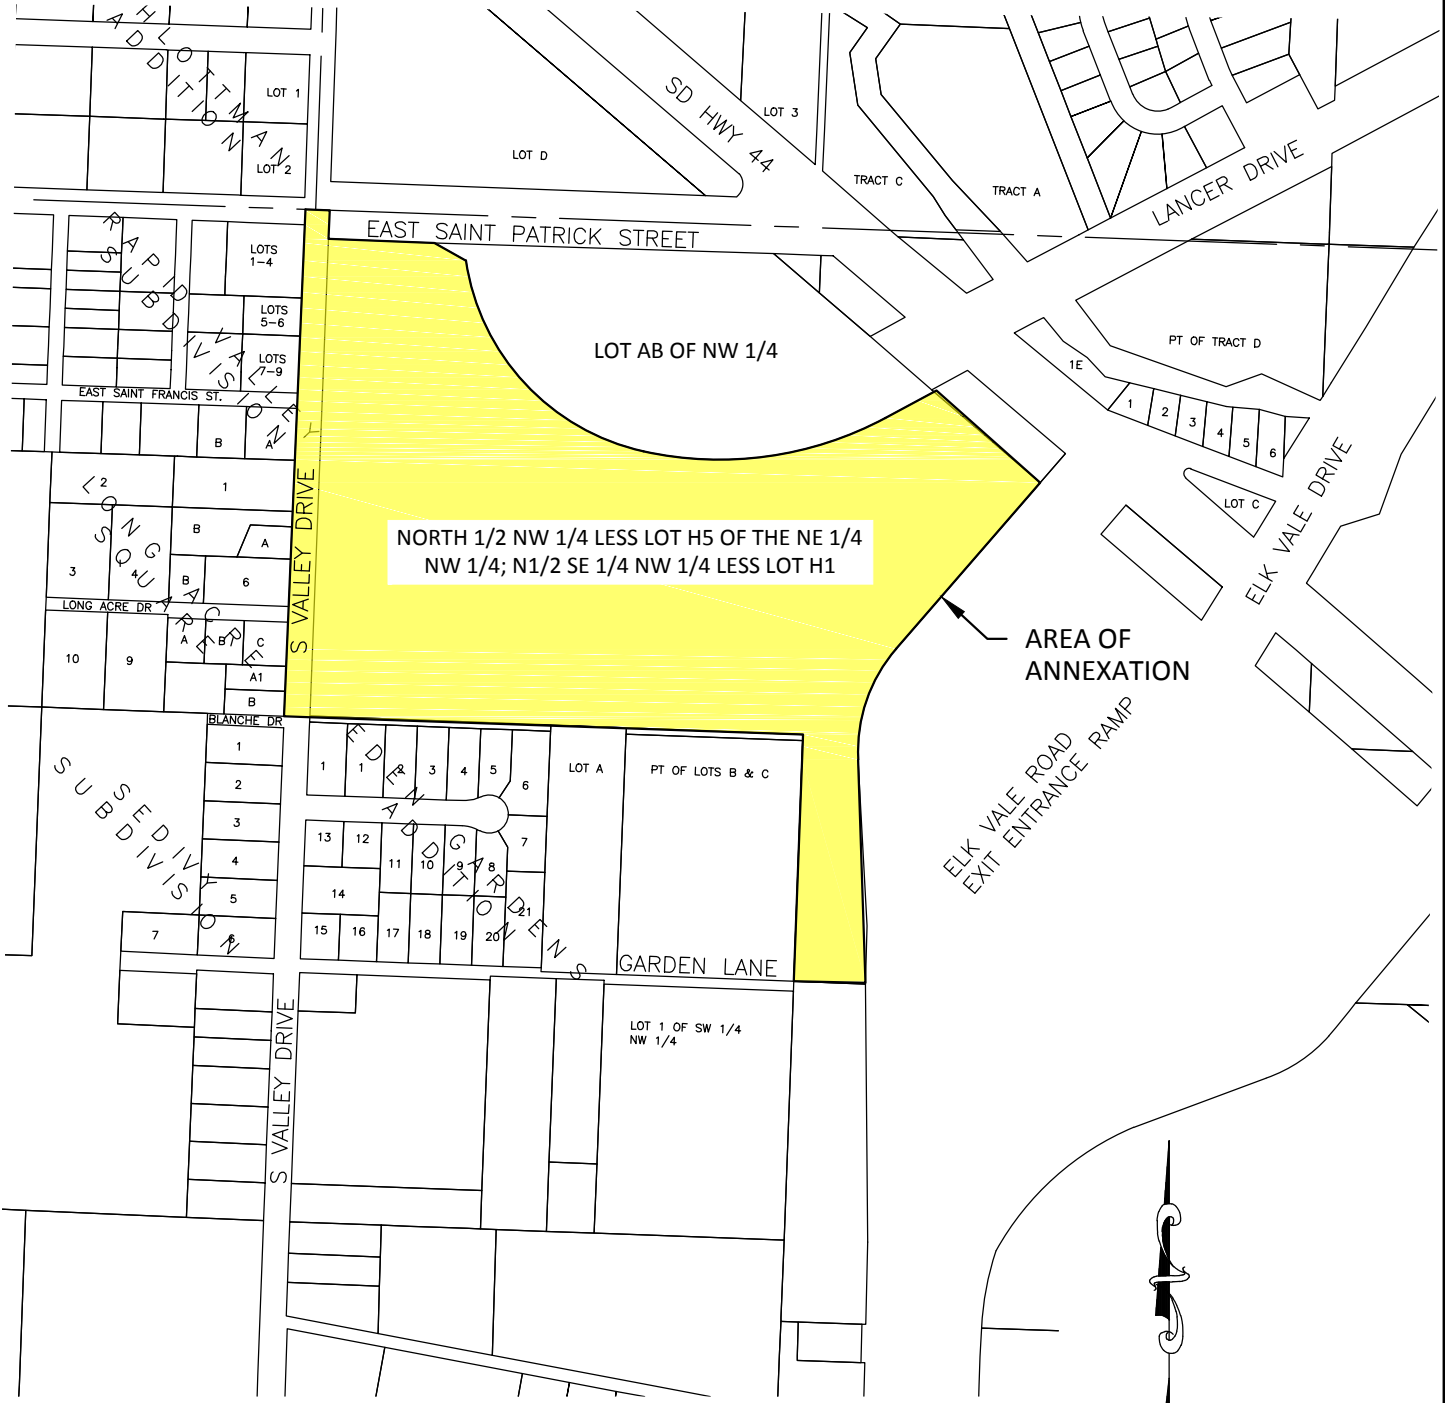 HLOTTMAN
ADDITION
LOT 1
LOT 2
LOT D
SD HWY 44
LOT 3
TRACT C
TRACT A
LANCER DRIVE
EAST SAINT PATRICK STREET
RAPID VALLEY
SUBDIVISION
LOTS
1-4
LOTS
5-6
LOTS
7-9
EAST SAINT FRANCIS ST.
B
A
LOT AB OF NW 1/4
PT OF TRACT D
1E
1
2
3
4
5
6
LOT C
ELK VALE DRIVE
LONG ACRE
SQUARE
2
1
B
A
3
4
B
6
LONG ACRE DR
A
B
C
10
9
A1
B
S VALLEY DRIVE
NORTH 1/2 NW 1/4 LESS LOT H5 OF THE NE 1/4
NW 1/4; N1/2 SE 1/4 NW 1/4 LESS LOT H1
AREA OF
ANNEXATION
ELK VALE ROAD
EXIT ENTRANCE RAMP
BLANCHE DR
SEDIVY
SUBDIVISION
1
2
3
4
5
7
6
EDEN GARDENS
ADDITION
1
1
2
3
4
5
6
LOT A
PT OF LOTS B & C
13
12
11
10
9
8
7
14
15
16
17
18
19
20
21
GARDEN LANE
S VALLEY DRIVE
LOT 1 OF SW 1/4
NW 1/4